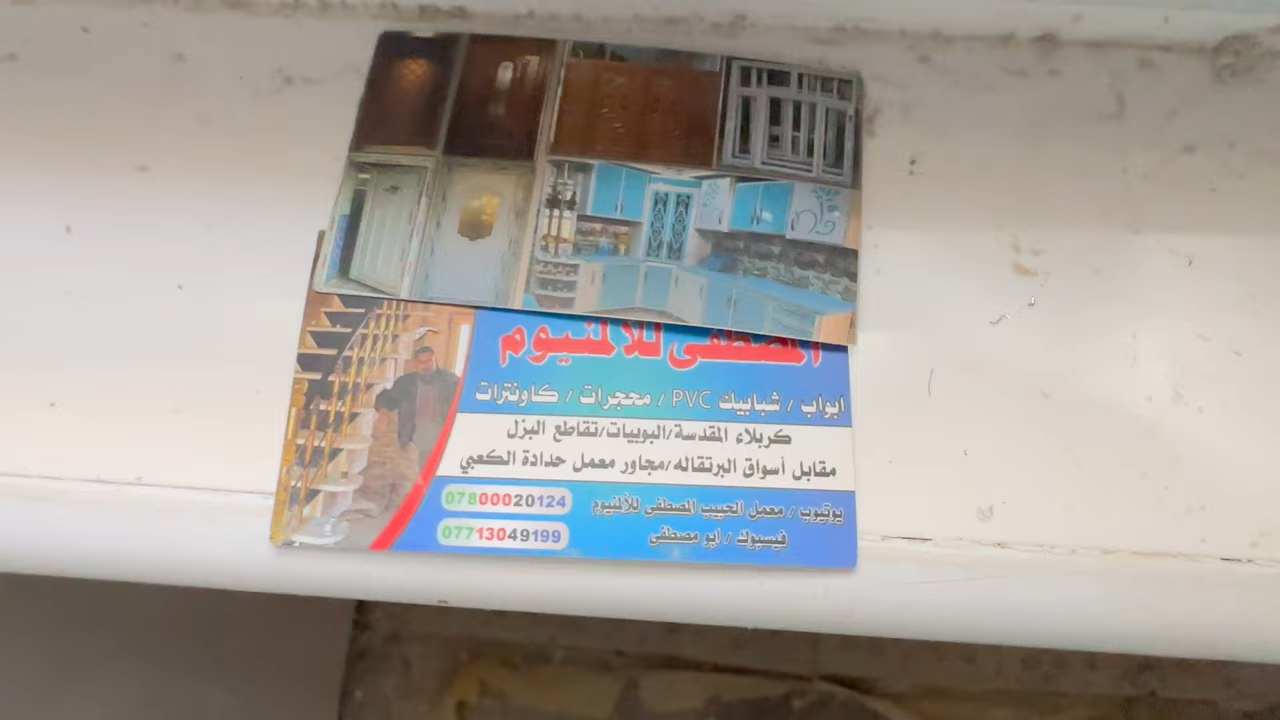 المصطفى للالمنيوم
ابواب / شبابيك PVC / محجرات / كاونترات
كربلاء المقدسة/البوبيات/تقاطع البزل
مقابل أسواق البرتقاله/مجاور معمل حدادة الكعبي
يوتيوب / معمل الحبيب المصطفى للألمنيوم
07800020124
فيسبوك / ابو مصطفى
07713049199